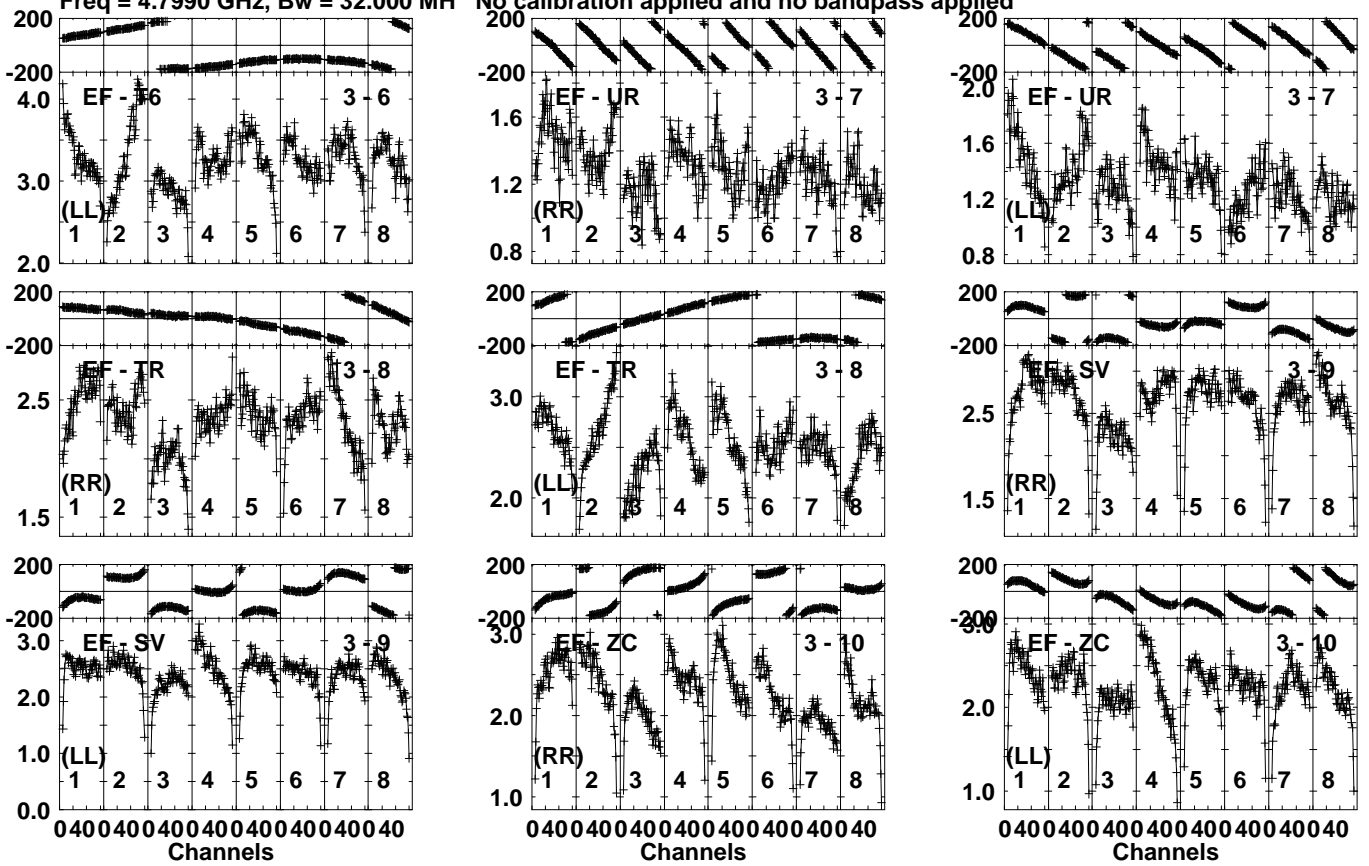 Freq = 4.7990 GHz, Bw = 32.000 MH No calibration applied and no bandpass applied
200 200 200
-200 -200 -200
EF - T6 3 - 6 EF - UR 3 - 7 EF - UR 3 - 7
4.0 1.6 2.0
3.0 1.2 1.6
2.0 0.8 1.2
0.8
(LL) (RR) (LL)
1 2 3 4 5 6 7 8 1 2 3 4 5 6 7 8 1 2 3 4 5 6 7 8
200 200 200
-200 -200 -200
EF - TR 3 - 8 EF - TR 3 - 8 EF - SV 3 - 9
2.5 3.0 2.5
1.5 2.0 1.5
(RR) (LL) (RR)
1 2 3 4 5 6 7 8 1 2 3 4 5 6 7 8 1 2 3 4 5 6 7 8
200 200 200
-200 -200 -200
EF - SV 3 - 9 EF - ZC 3 - 10 EF - ZC 3 - 10
3.0 3.0 3.0
2.0 2.0 2.0
1.0 1.0 1.0
0.0
(LL) (RR) (LL)
1 2 3 4 5 6 7 8 1 2 3 4 5 6 7 8 1 2 3 4 5 6 7 8
0 40 0 40 0 40 0 40 0 40 0 40 0 40 0 40 0 40 0 40 0 40 0 40 0 40 0 40 0 40 0 40 0 40 0 40 0 40 0 40 0 40 0 40 0 40 0 40
Channels Channels Channels